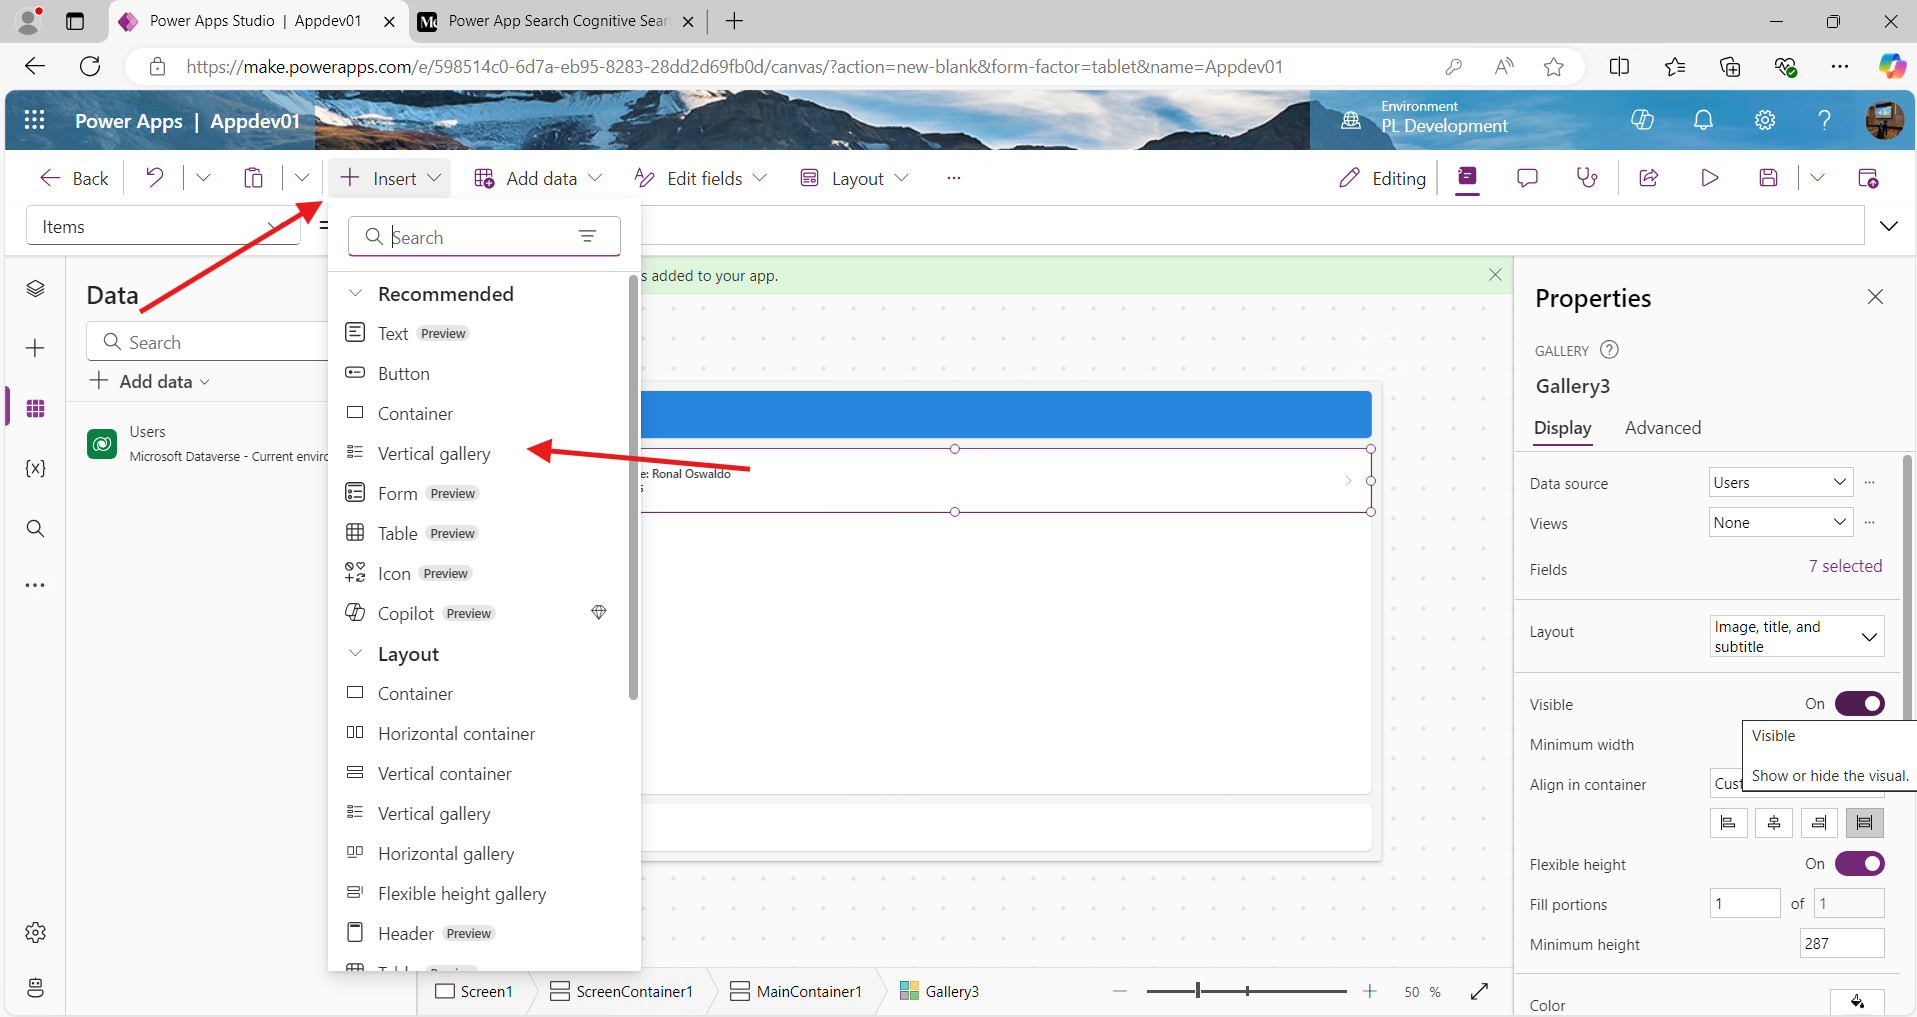 Power Apps Studio | Appdev01
Power App Search Cognitive Sear
https://make.powerapps.com/e/598514c0-6d7a-eb95-8283-28dd2d69fb0d/canvas/?action=new-blank&form-factor=tablet&name=Appdev01
Power Apps | Appdev01
Environment
PL Development
Back
Insert
Add data
Edit fields
Layout
Editing
Items
=
Search
s added to your app.
Data
Search
Add data
Users
Microsoft Dataverse - Current enviro
Recommended
Text Preview
Button
Container
Vertical gallery
Form Preview
Table Preview
Icon Preview
Copilot Preview
Layout
Container
Horizontal container
Vertical container
Vertical gallery
Horizontal gallery
Flexible height gallery
Header Preview
e: Ronal Oswaldo
Properties
GALLERY
Gallery3
Display
Advanced
Data source
Users
Views
None
Fields
7 selected
Layout
Image, title, and
subtitle
Visible
On
Visible
Show or hide the visual.
Minimum width
Align in container
Cust
Flexible height
On
Fill portions
1 of 1
Minimum height
287
Color
Screen1
ScreenContainer1
MainContainer1
Gallery3
50 %